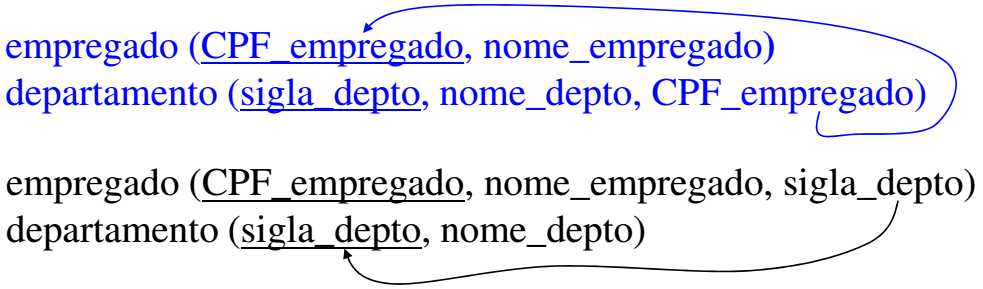 empregado (CPF_empregado, nome_empregado)
departamento (sigla_depto, nome_depto, CPF_empregado)
empregado (CPF_empregado, nome_empregado, sigla_depto)
departamento (sigla_depto, nome_depto)